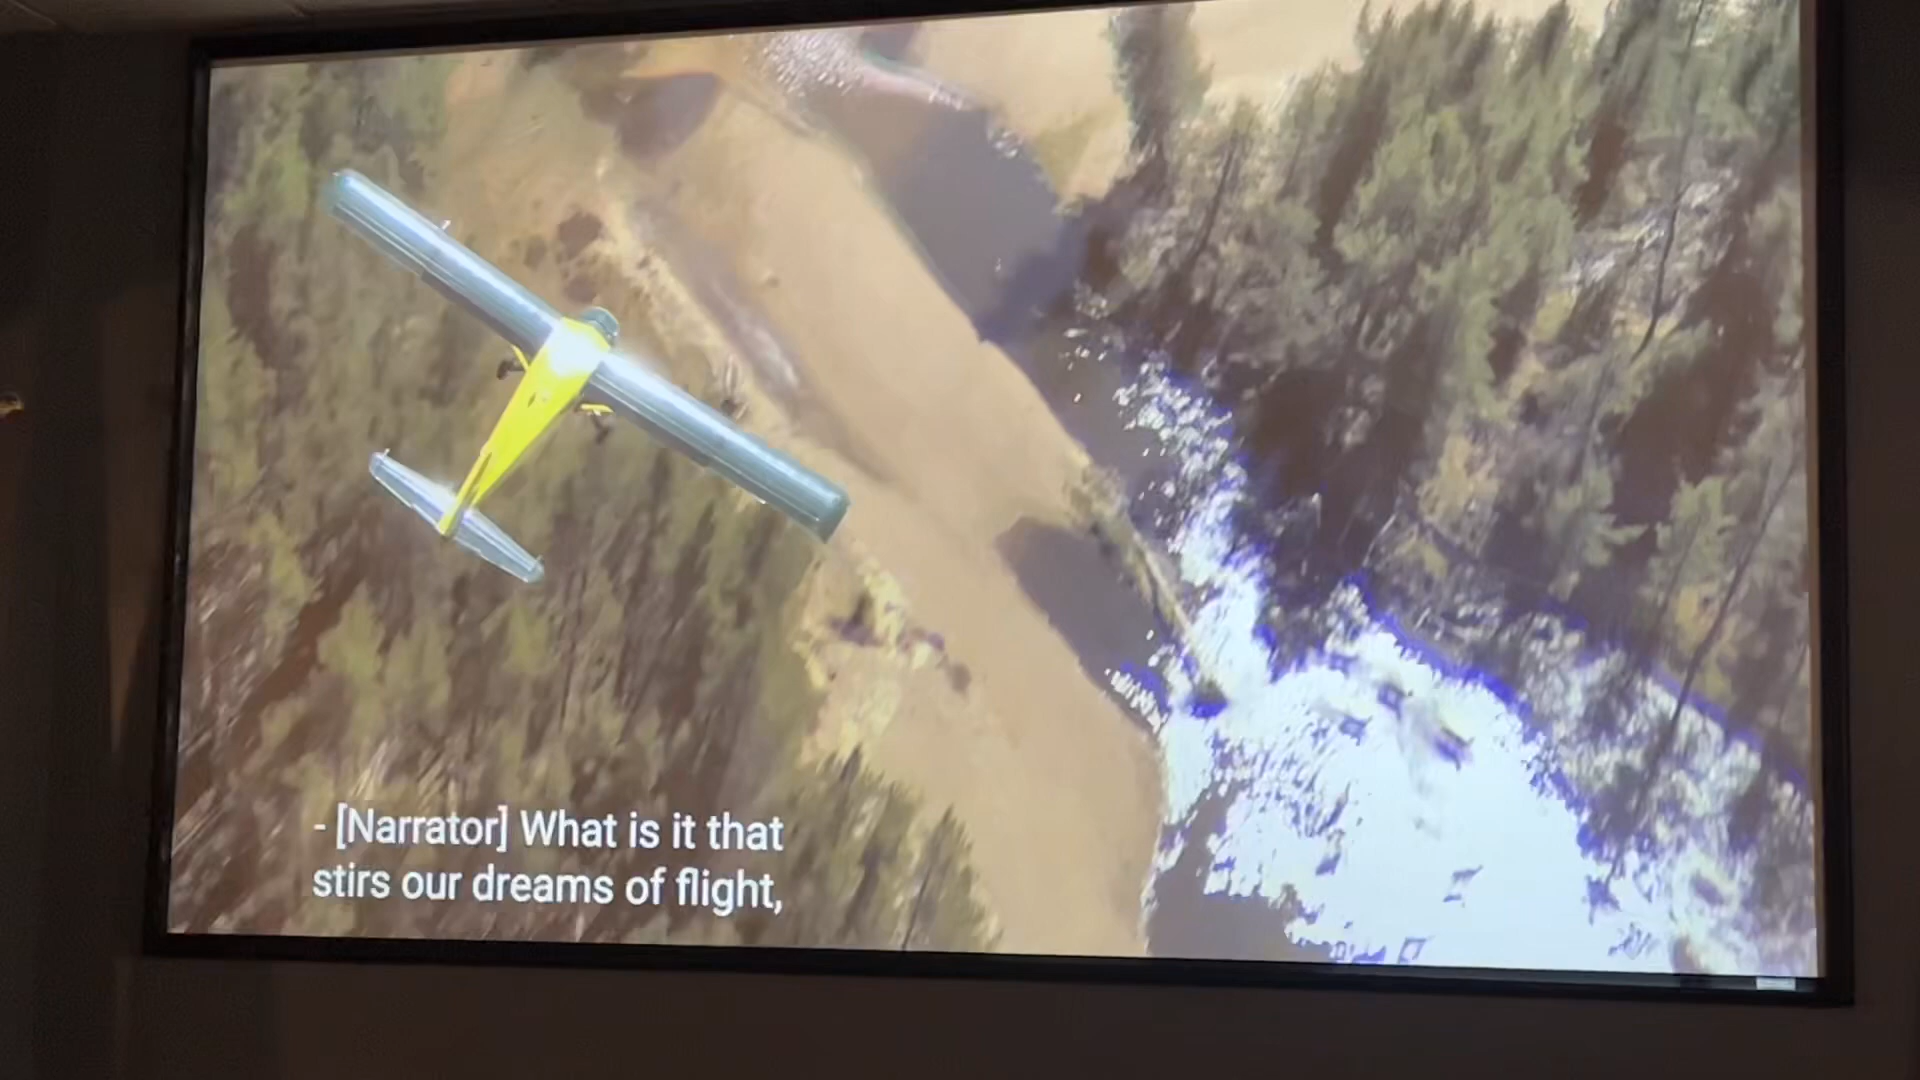 - [Narrator] What is it that
stirs our dreams of flight,